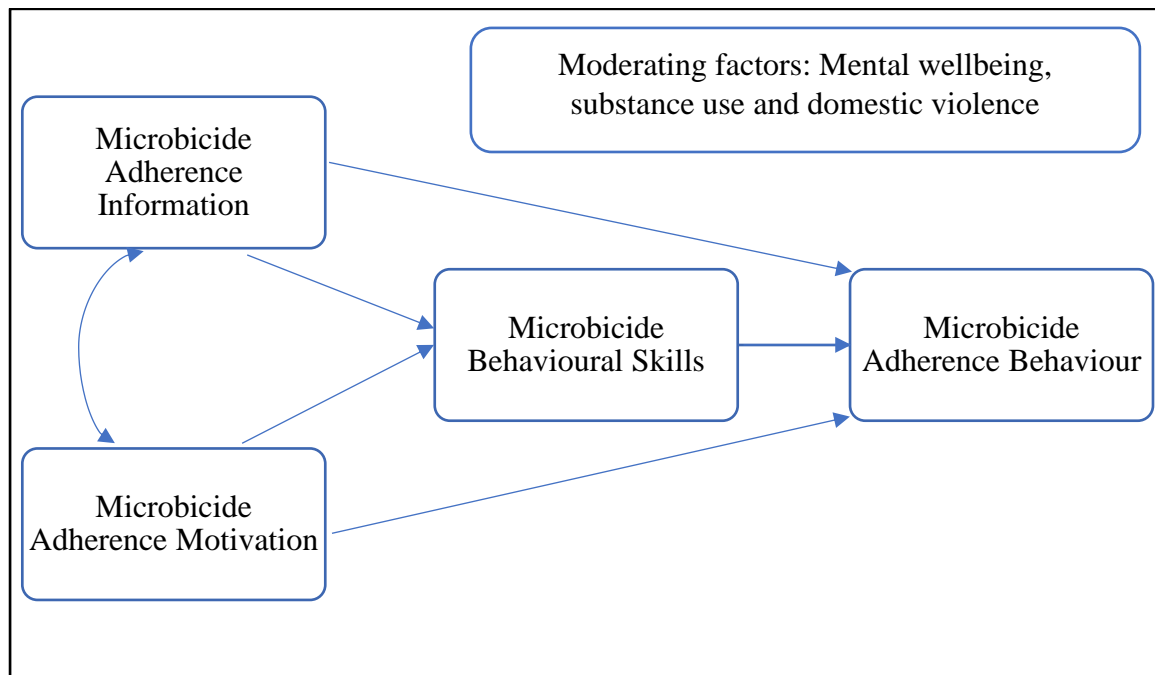 Moderating factors: Mental wellbeing,
substance use and domestic violence
Microbicide
Adherence
Information
Microbicide
Behavioural Skills
Microbicide
Adherence Behaviour
Microbicide
Adherence Motivation